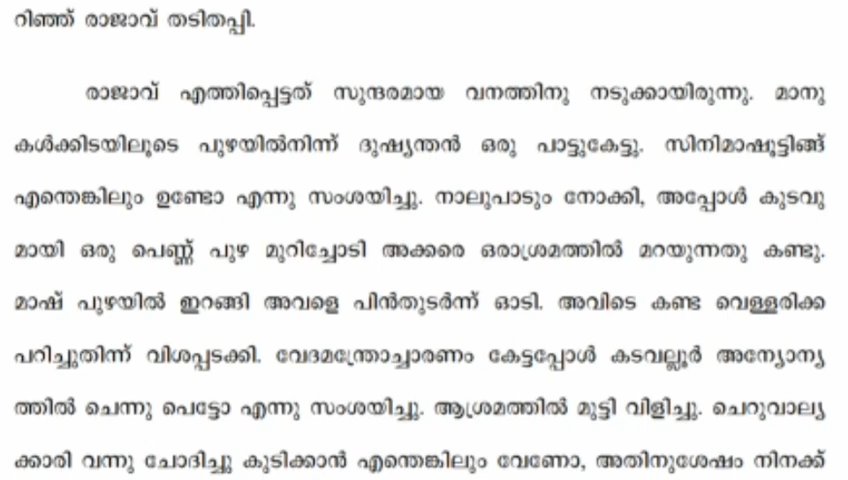 റിഞ്ഞ് രാജാവ് തടിതപ്പി.
രാജാവ് എത്തിപ്പെട്ടത് സുന്ദരമായ വനത്തിനു നടുക്കായിരുന്നു. മാനു
കൾക്കിടയിലൂടെ പുഴയിൽനിന്ന് ദുഷ്യന്തൻ ഒരു പാട്ടുകേട്ടു. സിനിമാഷൂട്ടിങ്ങ്
എന്തെങ്കിലും ഉണ്ടോ എന്നു സംശയിച്ചു. നാലുപാടും നോക്കി, അപ്പോൾ കുടവു
മായി ഒരു പെണ്ണ് പുഴ മുറിച്ചോടി അക്കരെ ഒരാശ്രമത്തിൽ മറയുന്നതു കണ്ടു.
മാഷ് പുഴയിൽ ഇറങ്ങി അവളെ പിൻതുടർന്ന് ഓടി. അവിടെ കണ്ട വെള്ളരിക്ക
പറിച്ചുതിന്ന് വിശപ്പടക്കി. വേദമന്ത്രോച്ചാരണം കേട്ടപ്പോൾ കടവല്ലൂർ അന്യോന്യ
ത്തിൽ ചെന്നു പെട്ടോ എന്നു സംശയിച്ചു. ആശ്രമത്തിൽ മുട്ടി വിളിച്ചു. ചെറുവാല്യ
ക്കാരി വന്നു ചോദിച്ചു കുടിക്കാൻ എന്തെങ്കിലും വേണോ, അതിനുശേഷം നിനക്ക്